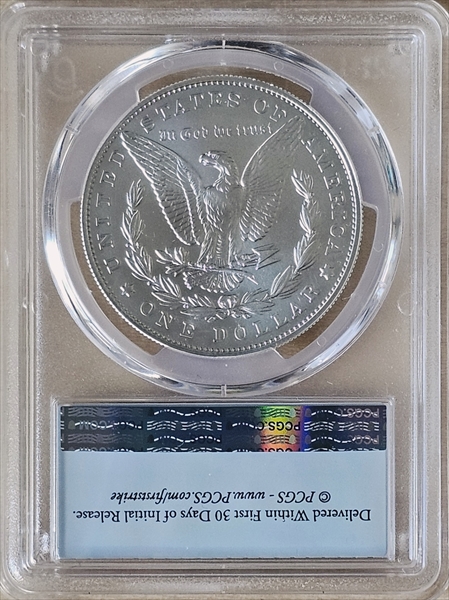 UNITED STATES OF AMERICA
In God we trust
ONE DOLLAR
PCGS.C
PCGS.C
Delivered Within First 30 Days of Initial Release.
© PCGS - www.PCGS.com/firststrike